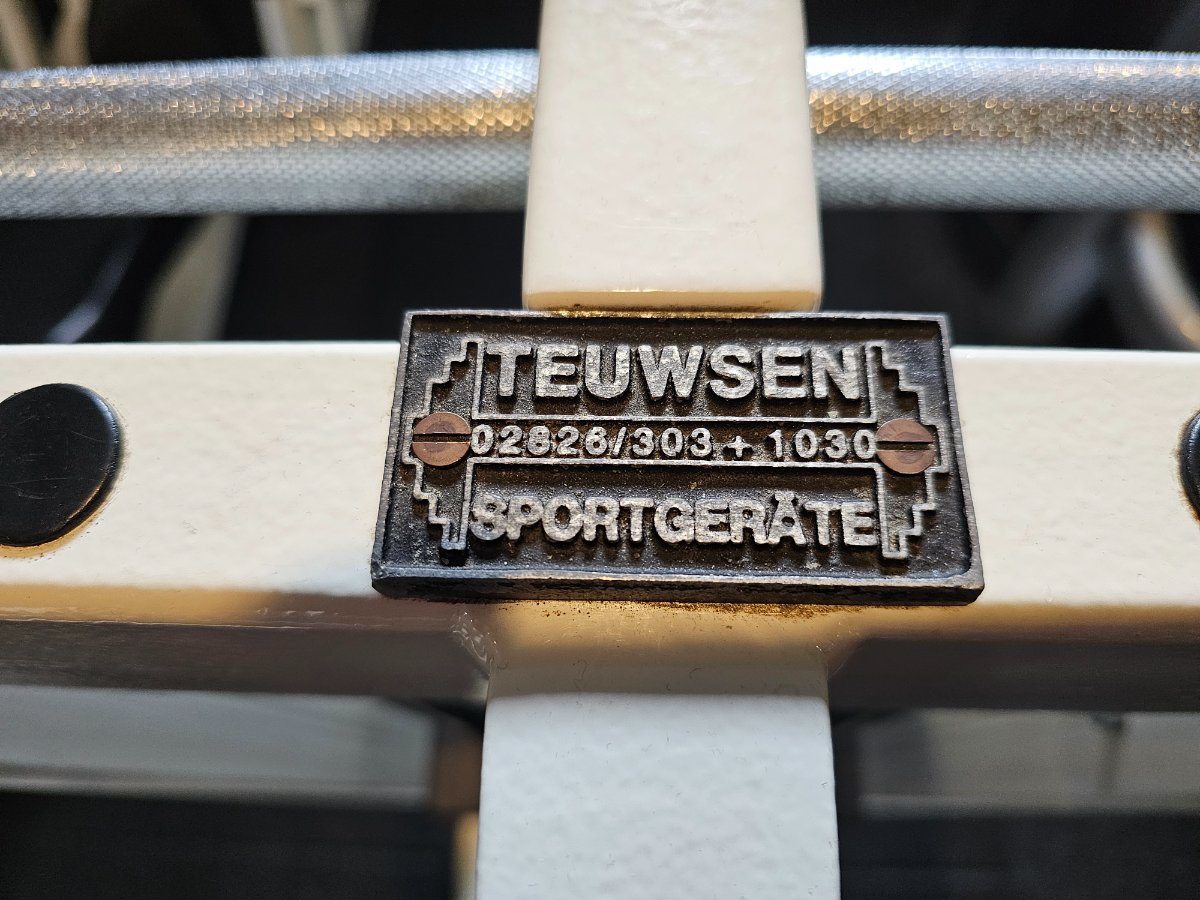 TEUWSEN
02826/303 + 1030
SPORTGERÄTE